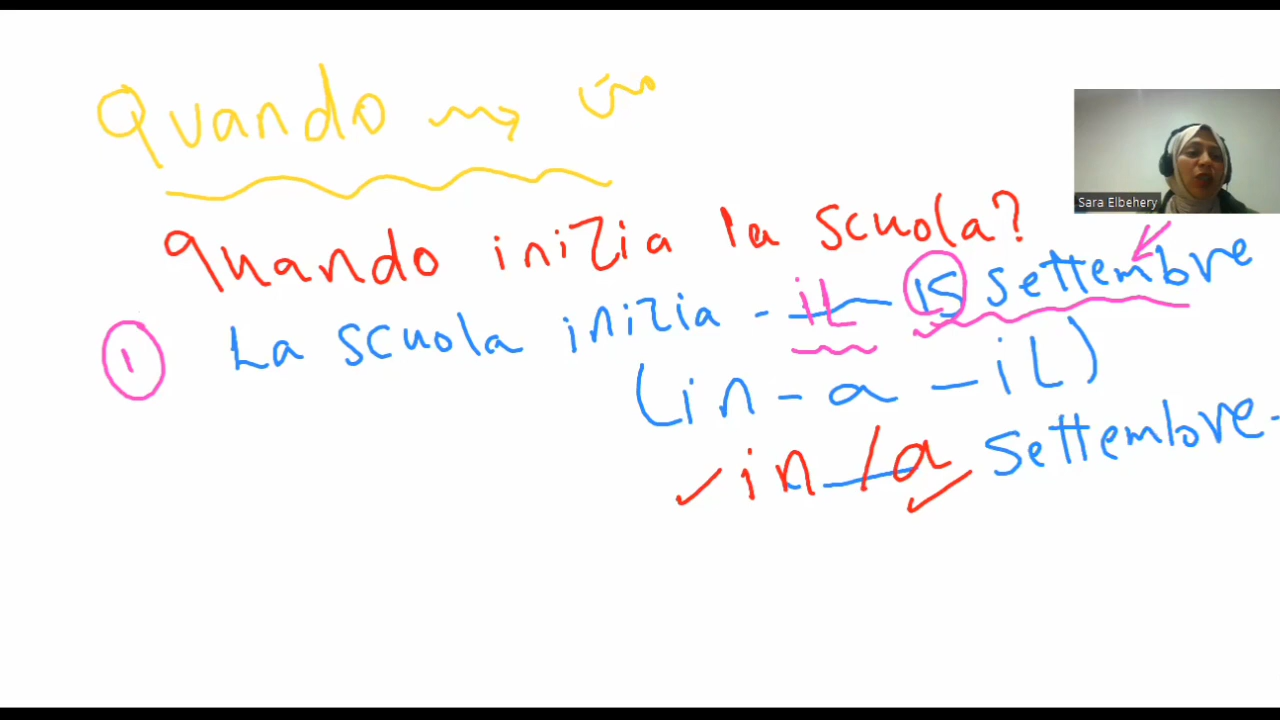 Quando
Sara Elbehery
Quando inizia la scuola?
1 La scuola inizia - il 15 settembre
(in - a - il)
in / a settembre.